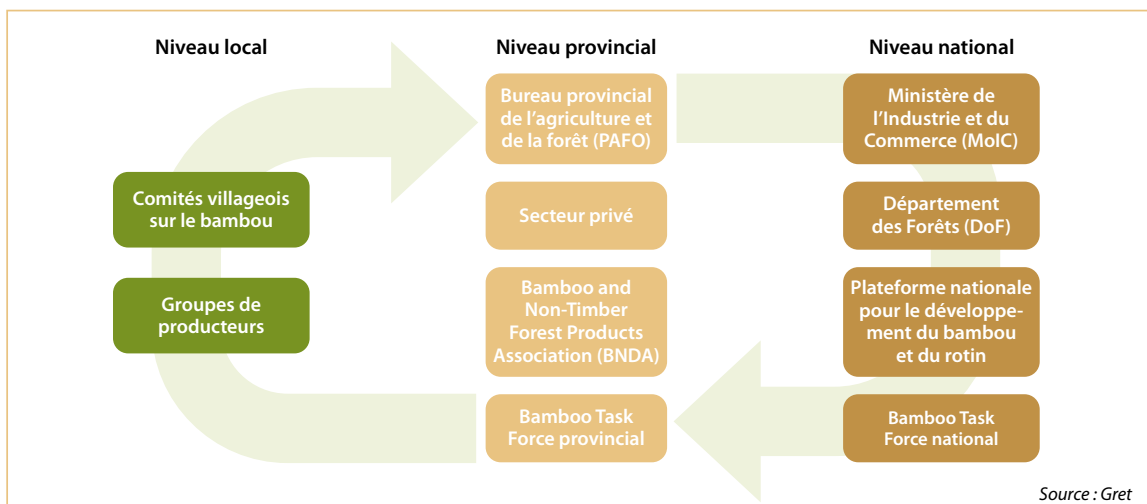 Niveau local
Niveau provincial
Niveau national
Comités villageois
sur le bambou
Groupes de
producteurs
Bureau provincial
de l'agriculture et
de la forêt (PAFO)
Secteur privé
Bamboo and
Non-Timber
Forest Products
Association (BNDA)
Bamboo Task
Force provincial
Ministère de
l'Industrie et du
Commerce (MoIC)
Département
des Forêts (DoF)
Plateforme nationale
pour le développe-
ment du bambou
et du rotin
Bamboo Task
Force national
Source : Gret